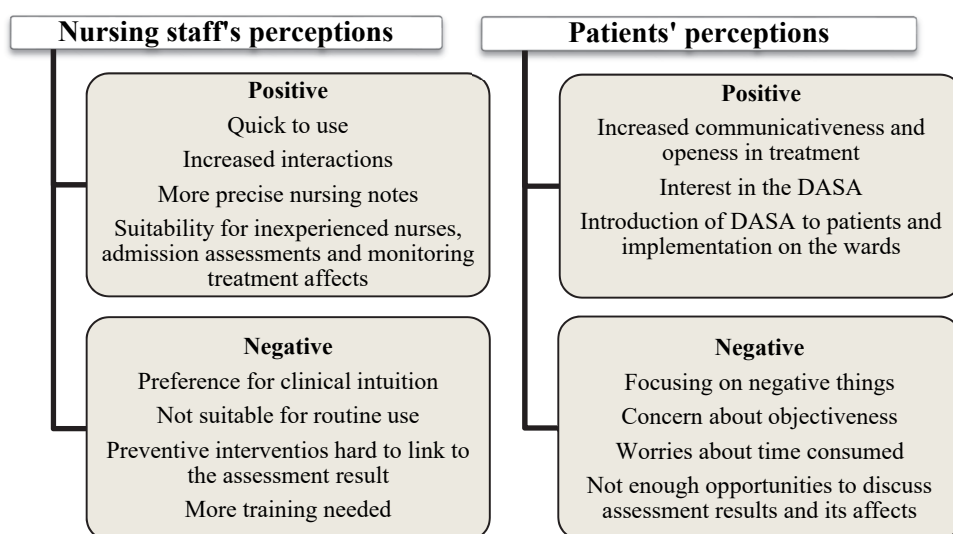 Nursing staff's perceptions
Positive
Quick to use
Increased interactions
More precise nursing notes
Suitability for inexperienced nurses,
admission assessments and monitoring
treatment affects
Negative
Preference for clinical intuition
Not suitable for routine use
Preventive interventios hard to link to
the assessment result
More training needed
Patients' perceptions
Positive
Increased communicativeness and
openess in treatment
Interest in the DASA
Introduction of DASA to patients and
implementation on the wards
Negative
Focusing on negative things
Concern about objectiveness
Worries about time consumed
Not enough opportunities to discuss
assessment results and its affects